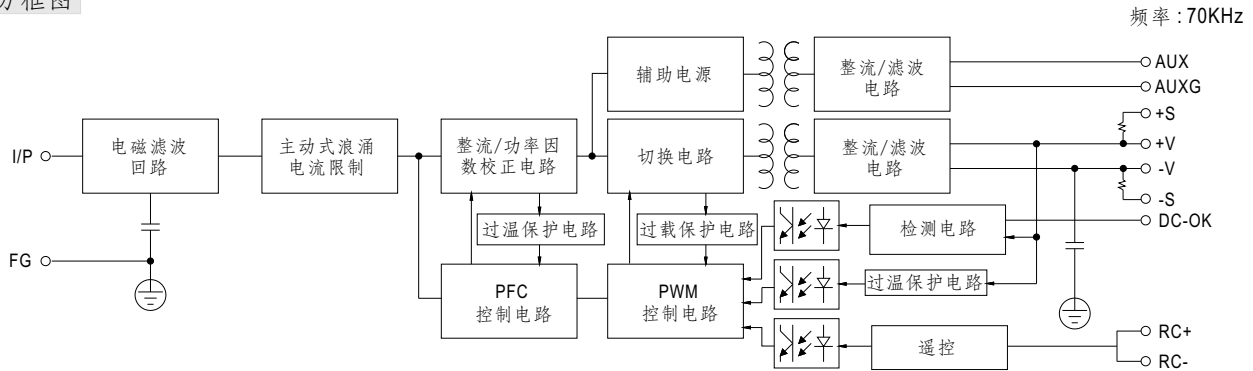 方框图
频率 : 70KHz
辅助电源
整流/滤波
电路
AUX
AUXG
I/P
电磁滤波
回路
主动式浪涌
电流限制
整流/功率因
数校正电路
切换电路
整流/滤波
电路
+S
+V
-V
-S
过温保护电路
过载保护电路
检测电路
DC-OK
FG
PFC
控制电路
PWM
控制电路
过温保护电路
遥控
RC+
RC-